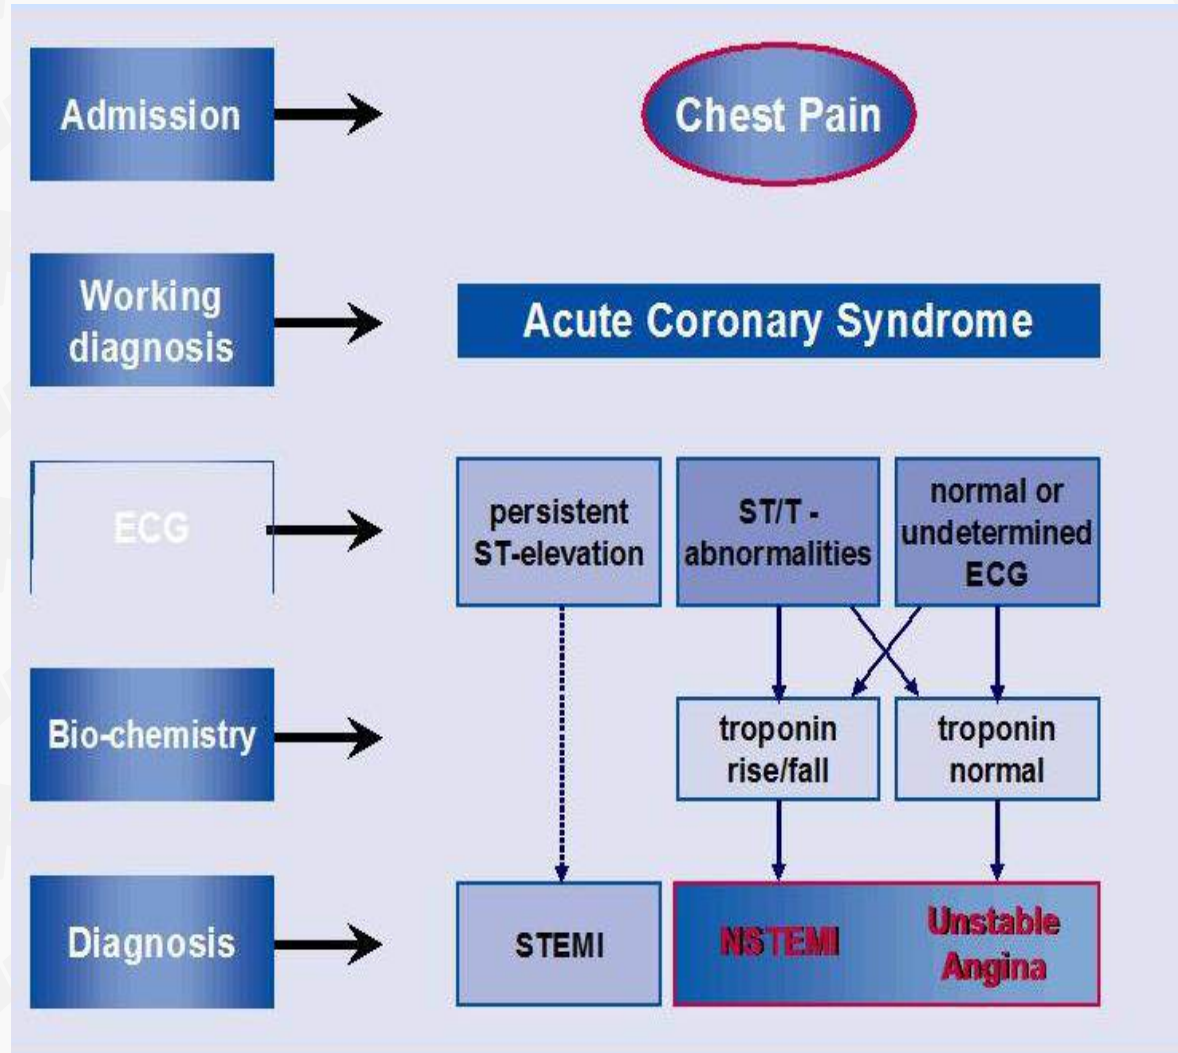 Admission
Chest Pain
Working
diagnosis
Acute Coronary Syndrome
ECG
persistent
ST-elevation
ST/T -
abnormalities
normal or
undetermined
ECG
Bio-chemistry
troponin
rise/fall
troponin
normal
Diagnosis
STEMI
NSTEMI
Unstable
Angina